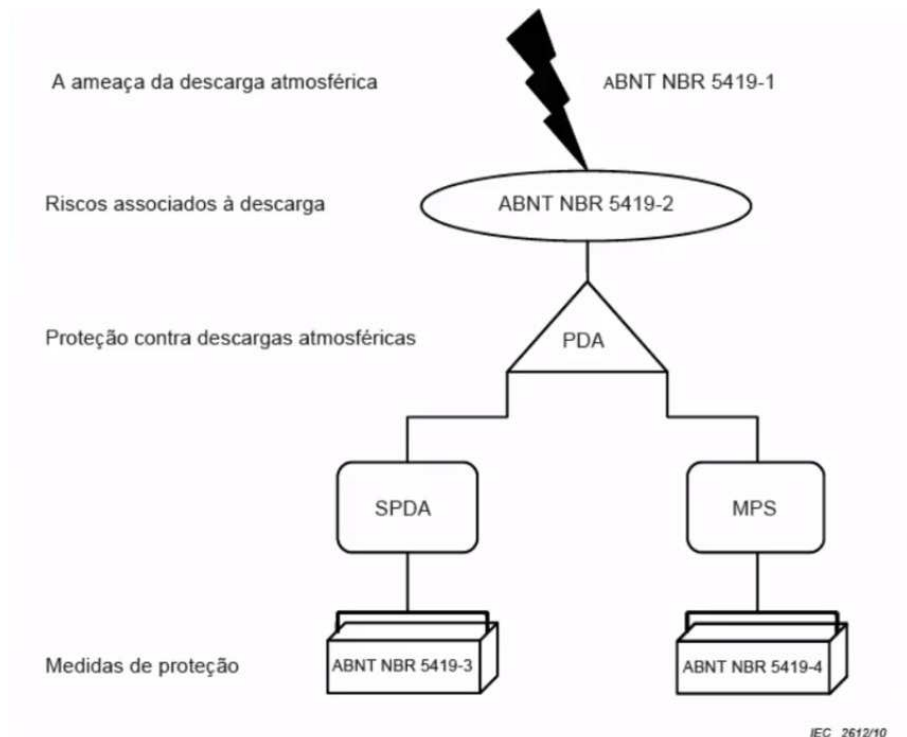 A ameaça da descarga atmosférica
ABNT NBR 5419-1
Riscos associados à descarga
ABNT NBR 5419-2
Proteção contra descargas atmosféricas
PDA
SPDA
MPS
Medidas de proteção
ABNT NBR 5419-3
ABNT NBR 5419-4
IEC 2612/10